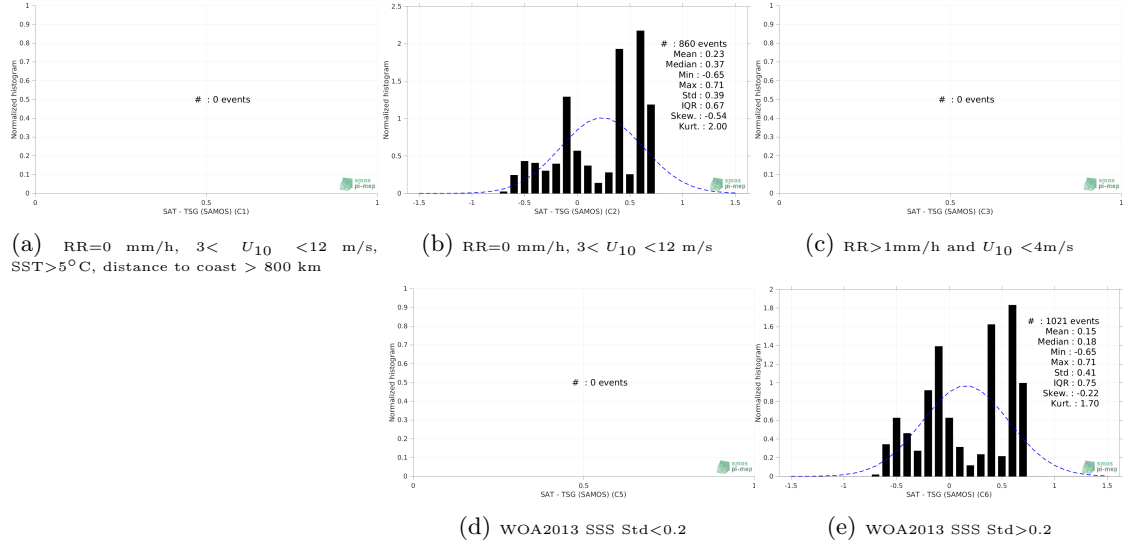 1
0.9
0.8
0.7
0.6
0.5
0.4
0.3
0.2
0.1
0
Normalized histogram
# : 0 events
0 0.5 1
SAT - TSG (SAMOS) (C1)
smos
pi-mep
(a) RR=0 mm/h, 3< U10 <12 m/s,
SST>5°C, distance to coast > 800 km
2.5
2
1.5
1
0.5
0
Normalized histogram
# : 860 events
Mean : 0.23
Median : 0.37
Min : -0.65
Max : 0.71
Std : 0.39
IQR : 0.67
Skew. : -0.54
Kurt. : 2.00
-1.5 -1 -0.5 0 0.5 1 1.5
SAT - TSG (SAMOS) (C2)
smos
pi-mep
(b) RR=0 mm/h, 3< U10 <12 m/s
1
0.9
0.8
0.7
0.6
0.5
0.4
0.3
0.2
0.1
0
Normalized histogram
# : 0 events
0 0.5 1
SAT - TSG (SAMOS) (C3)
smos
pi-mep
(c) RR>1mm/h and U10 <4m/s
1
0.9
0.8
0.7
0.6
0.5
0.4
0.3
0.2
0.1
0
Normalized histogram
# : 0 events
0 0.5 1
SAT - TSG (SAMOS) (C5)
smos
pi-mep
(d) WOA2013 SSS Std<0.2
2
1.8
1.6
1.4
1.2
1
0.8
0.6
0.4
0.2
0
Normalized histogram
# : 1021 events
Mean : 0.15
Median : 0.18
Min : -0.65
Max : 0.71
Std : 0.41
IQR : 0.75
Skew. : -0.22
Kurt. : 1.70
-1.5 -1 -0.5 0 0.5 1 1.5
SAT - TSG (SAMOS) (C6)
smos
pi-mep
(e) WOA2013 SSS Std>0.2